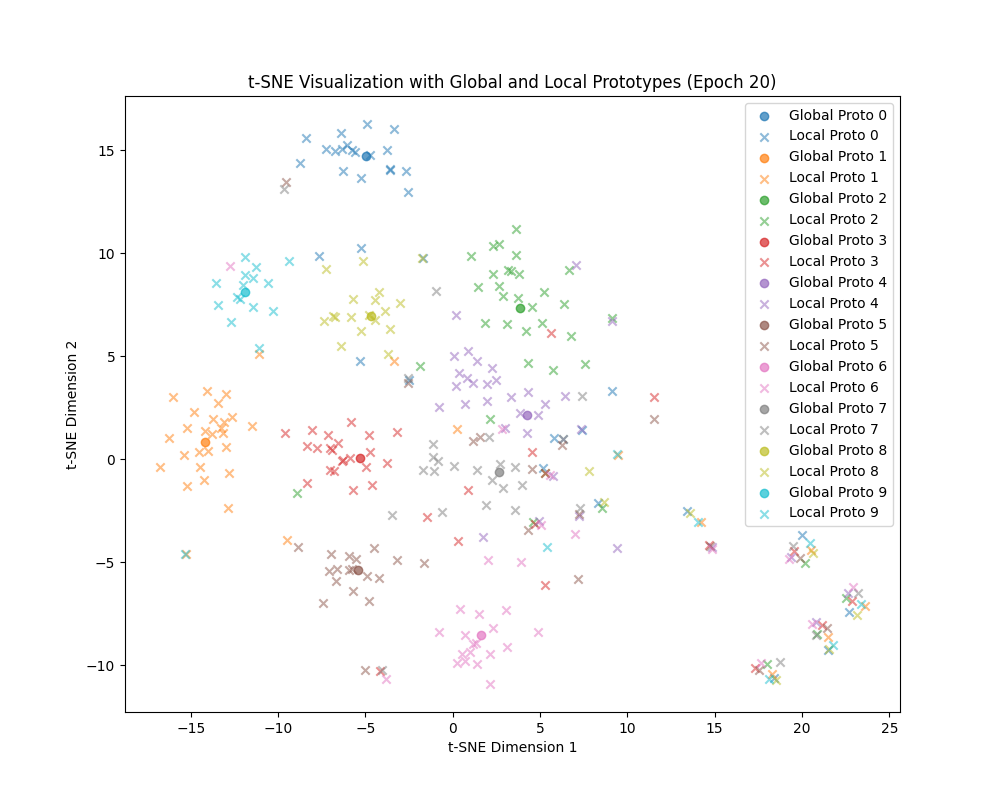 t-SNE Visualization with Global and Local Prototypes (Epoch 20)
Global Proto 0
Local Proto 0
Global Proto 1
Local Proto 1
Global Proto 2
Local Proto 2
Global Proto 3
Local Proto 3
Global Proto 4
Local Proto 4
Global Proto 5
Local Proto 5
Global Proto 6
Local Proto 6
Global Proto 7
Local Proto 7
Global Proto 8
Local Proto 8
Global Proto 9
Local Proto 9
t-SNE Dimension 2
15
10
5
0
−5
−10
−15
−10
−5
0
5
10
15
20
25
t-SNE Dimension 1